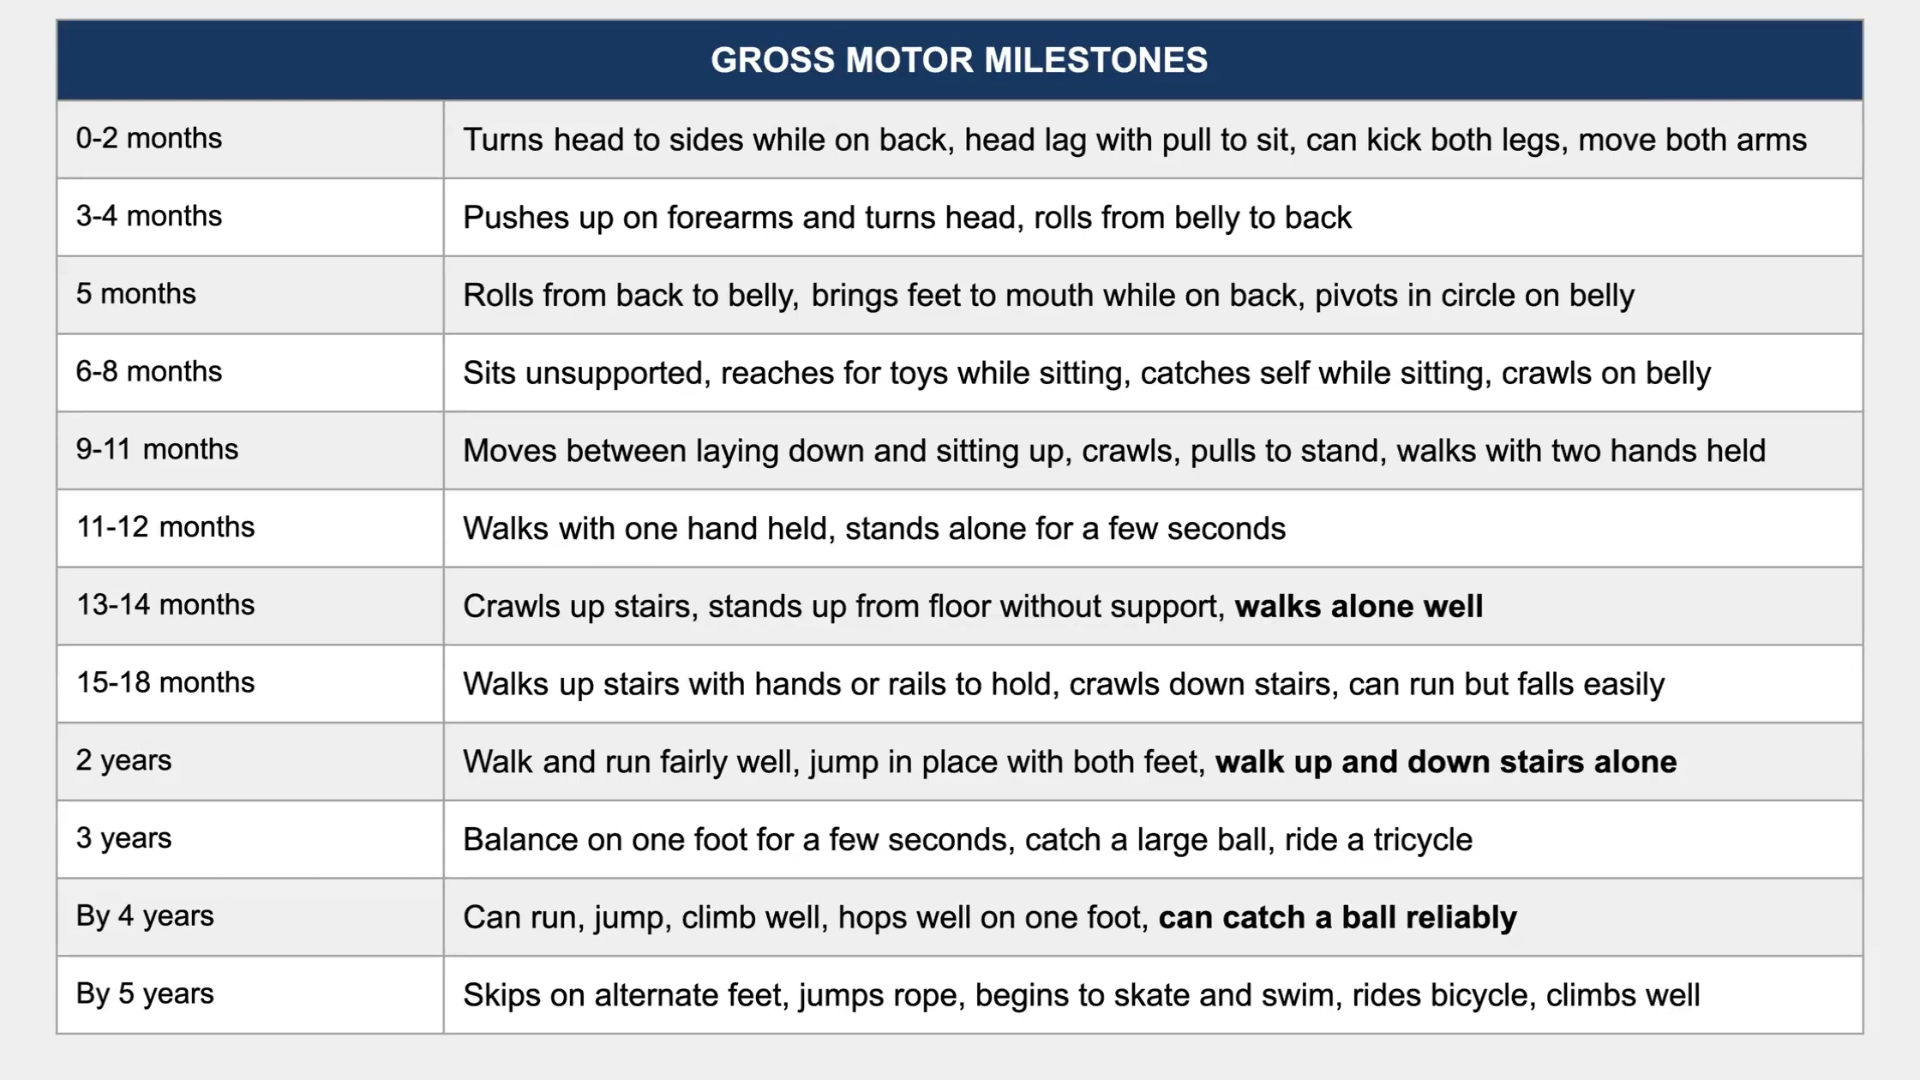 GROSS MOTOR MILESTONES
0-2 months
Turns head to sides while on back, head lag with pull to sit, can kick both legs, move both arms
3-4 months
Pushes up on forearms and turns head, rolls from belly to back
5 months
Rolls from back to belly, brings feet to mouth while on back, pivots in circle on belly
6-8 months
Sits unsupported, reaches for toys while sitting, catches self while sitting, crawls on belly
9-11 months
Moves between laying down and sitting up, crawls, pulls to stand, walks with two hands held
11-12 months
Walks with one hand held, stands alone for a few seconds
13-14 months
Crawls up stairs, stands up from floor without support, walks alone well
15-18 months
Walks up stairs with hands or rails to hold, crawls down stairs, can run but falls easily
2 years
Walk and run fairly well, jump in place with both feet, walk up and down stairs alone
3 years
Balance on one foot for a few seconds, catch a large ball, ride a tricycle
By 4 years
Can run, jump, climb well, hops well on one foot, can catch a ball reliably
By 5 years
Skips on alternate feet, jumps rope, begins to skate and swim, rides bicycle, climbs well